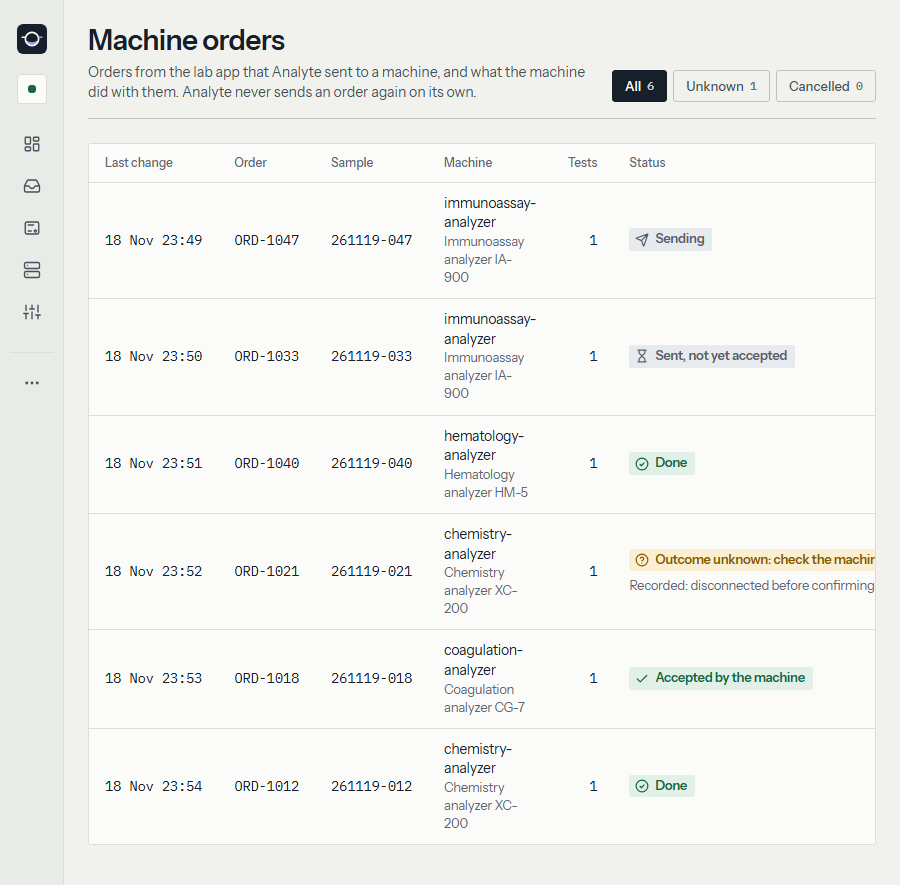 Machine orders
Orders from the lab app that Analyte sent to a machine, and what the machine
did with them. Analyte never sends an order again on its own.
All 6
Unknown 1
Cancelled 0
Last change Order Sample Machine Tests Status
18 Nov 23:49 ORD-1047 261119-047 immunoassay-
analyzer
Immunoassay
analyzer IA-
900
1 Sending
18 Nov 23:50 ORD-1033 261119-033 immunoassay-
analyzer
Immunoassay
analyzer IA-
900
1 Sent, not yet accepted
18 Nov 23:51 ORD-1040 261119-040 hematology-
analyzer
Hematology
analyzer HM-5
1 Done
18 Nov 23:52 ORD-1021 261119-021 chemistry-
analyzer
Chemistry
analyzer XC-
200
1 Outcome unknown: check the machin
Recorded: disconnected before confirming
18 Nov 23:53 ORD-1018 261119-018 coagulation-
analyzer
Coagulation
analyzer CG-7
1 Accepted by the machine
18 Nov 23:54 ORD-1012 261119-012 chemistry-
analyzer
Chemistry
analyzer XC-
200
1 Done